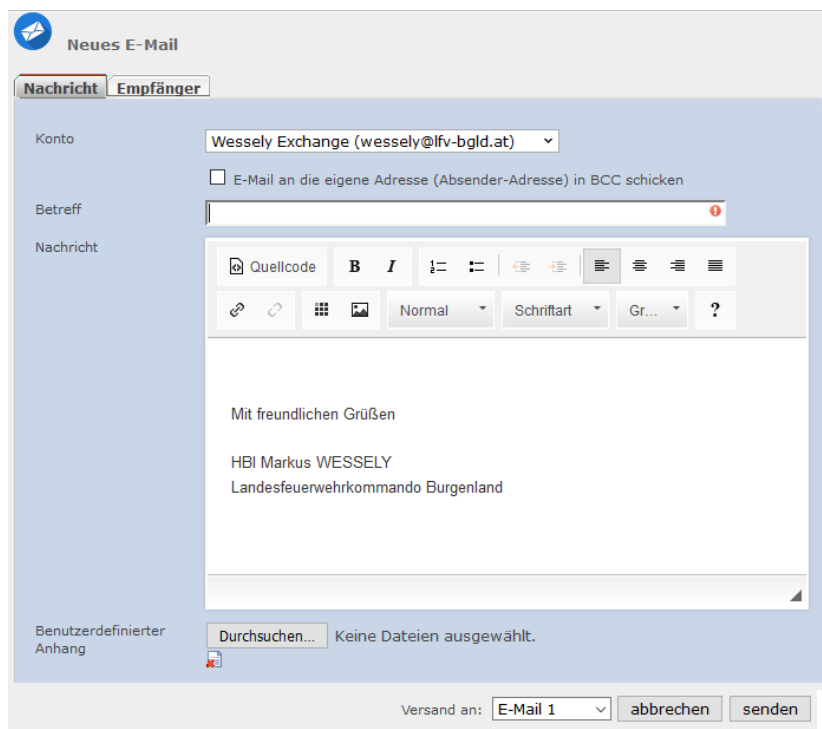 Neues E-Mail
Nachricht Empfänger
Konto
Wessely Exchange (wessely@lfv-bgld.at)
E-Mail an die eigene Adresse (Absender-Adresse) in BCC schicken
Betreff
Nachricht
Quellcode B I
Normal Schriftart Gr... ?
Mit freundlichen Grüßen
HBI Markus WESSELY
Landesfeuerwehrkommando Burgenland
Benutzerdefinierter
Anhang
Durchsuchen... Keine Dateien ausgewählt.
Versand an: E-Mail 1 abbrechen senden